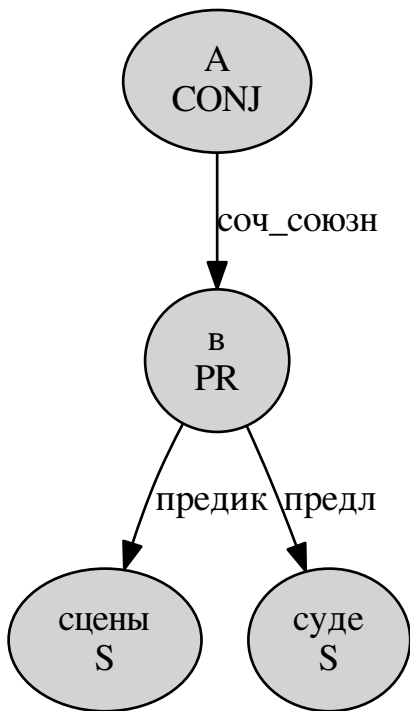 А
CONJ
соч_союзн
в
PR
предик предл
сцены
S
суде
S